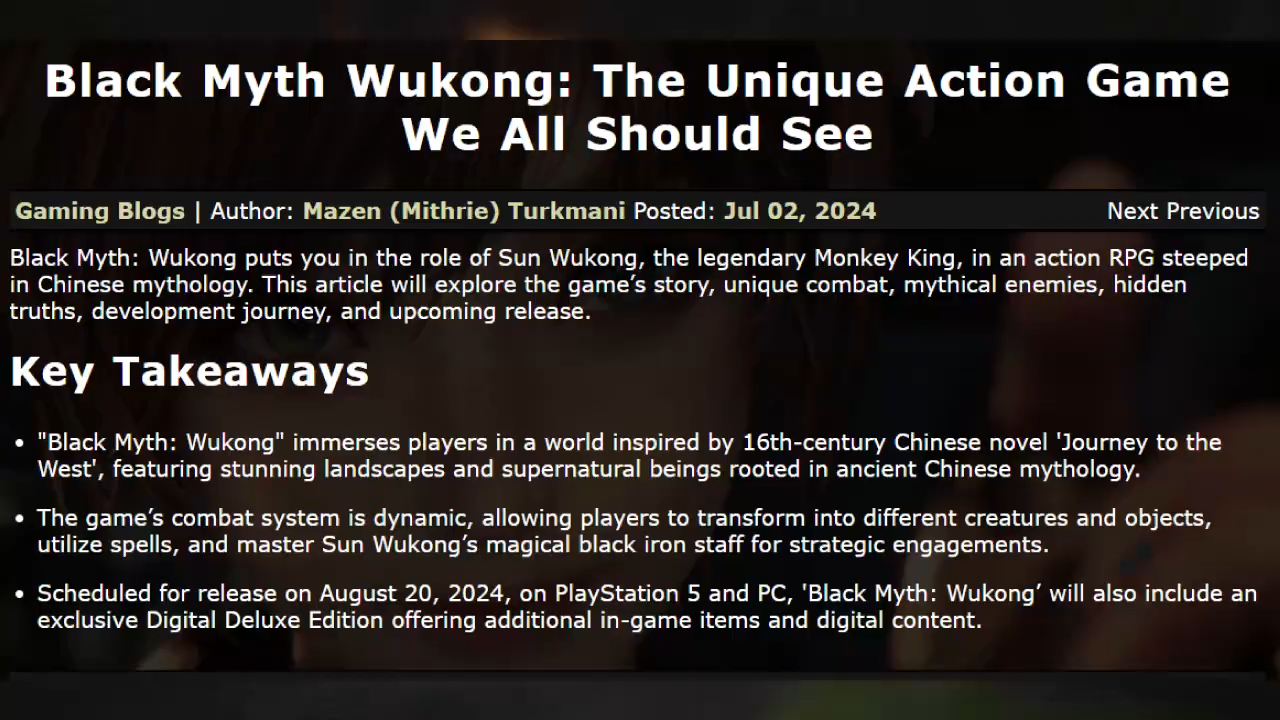 Black Myth Wukong: The Unique Action Game
We All Should See
Gaming Blogs | Author: Mazen (Mithrie) Turkmani Posted: Jul 02, 2024 Next Previous
Black Myth: Wukong puts you in the role of Sun Wukong, the legendary Monkey King, in an action RPG steeped
in Chinese mythology. This article will explore the game’s story, unique combat, mythical enemies, hidden
truths, development journey, and upcoming release.
Key Takeaways
• "Black Myth: Wukong" immerses players in a world inspired by 16th-century Chinese novel 'Journey to the
West', featuring stunning landscapes and supernatural beings rooted in ancient Chinese mythology.
• The game’s combat system is dynamic, allowing players to transform into different creatures and objects,
utilize spells, and master Sun Wukong’s magical black iron staff for strategic engagements.
• Scheduled for release on August 20, 2024, on PlayStation 5 and PC, 'Black Myth: Wukong’ will also include an
exclusive Digital Deluxe Edition offering additional in-game items and digital content.